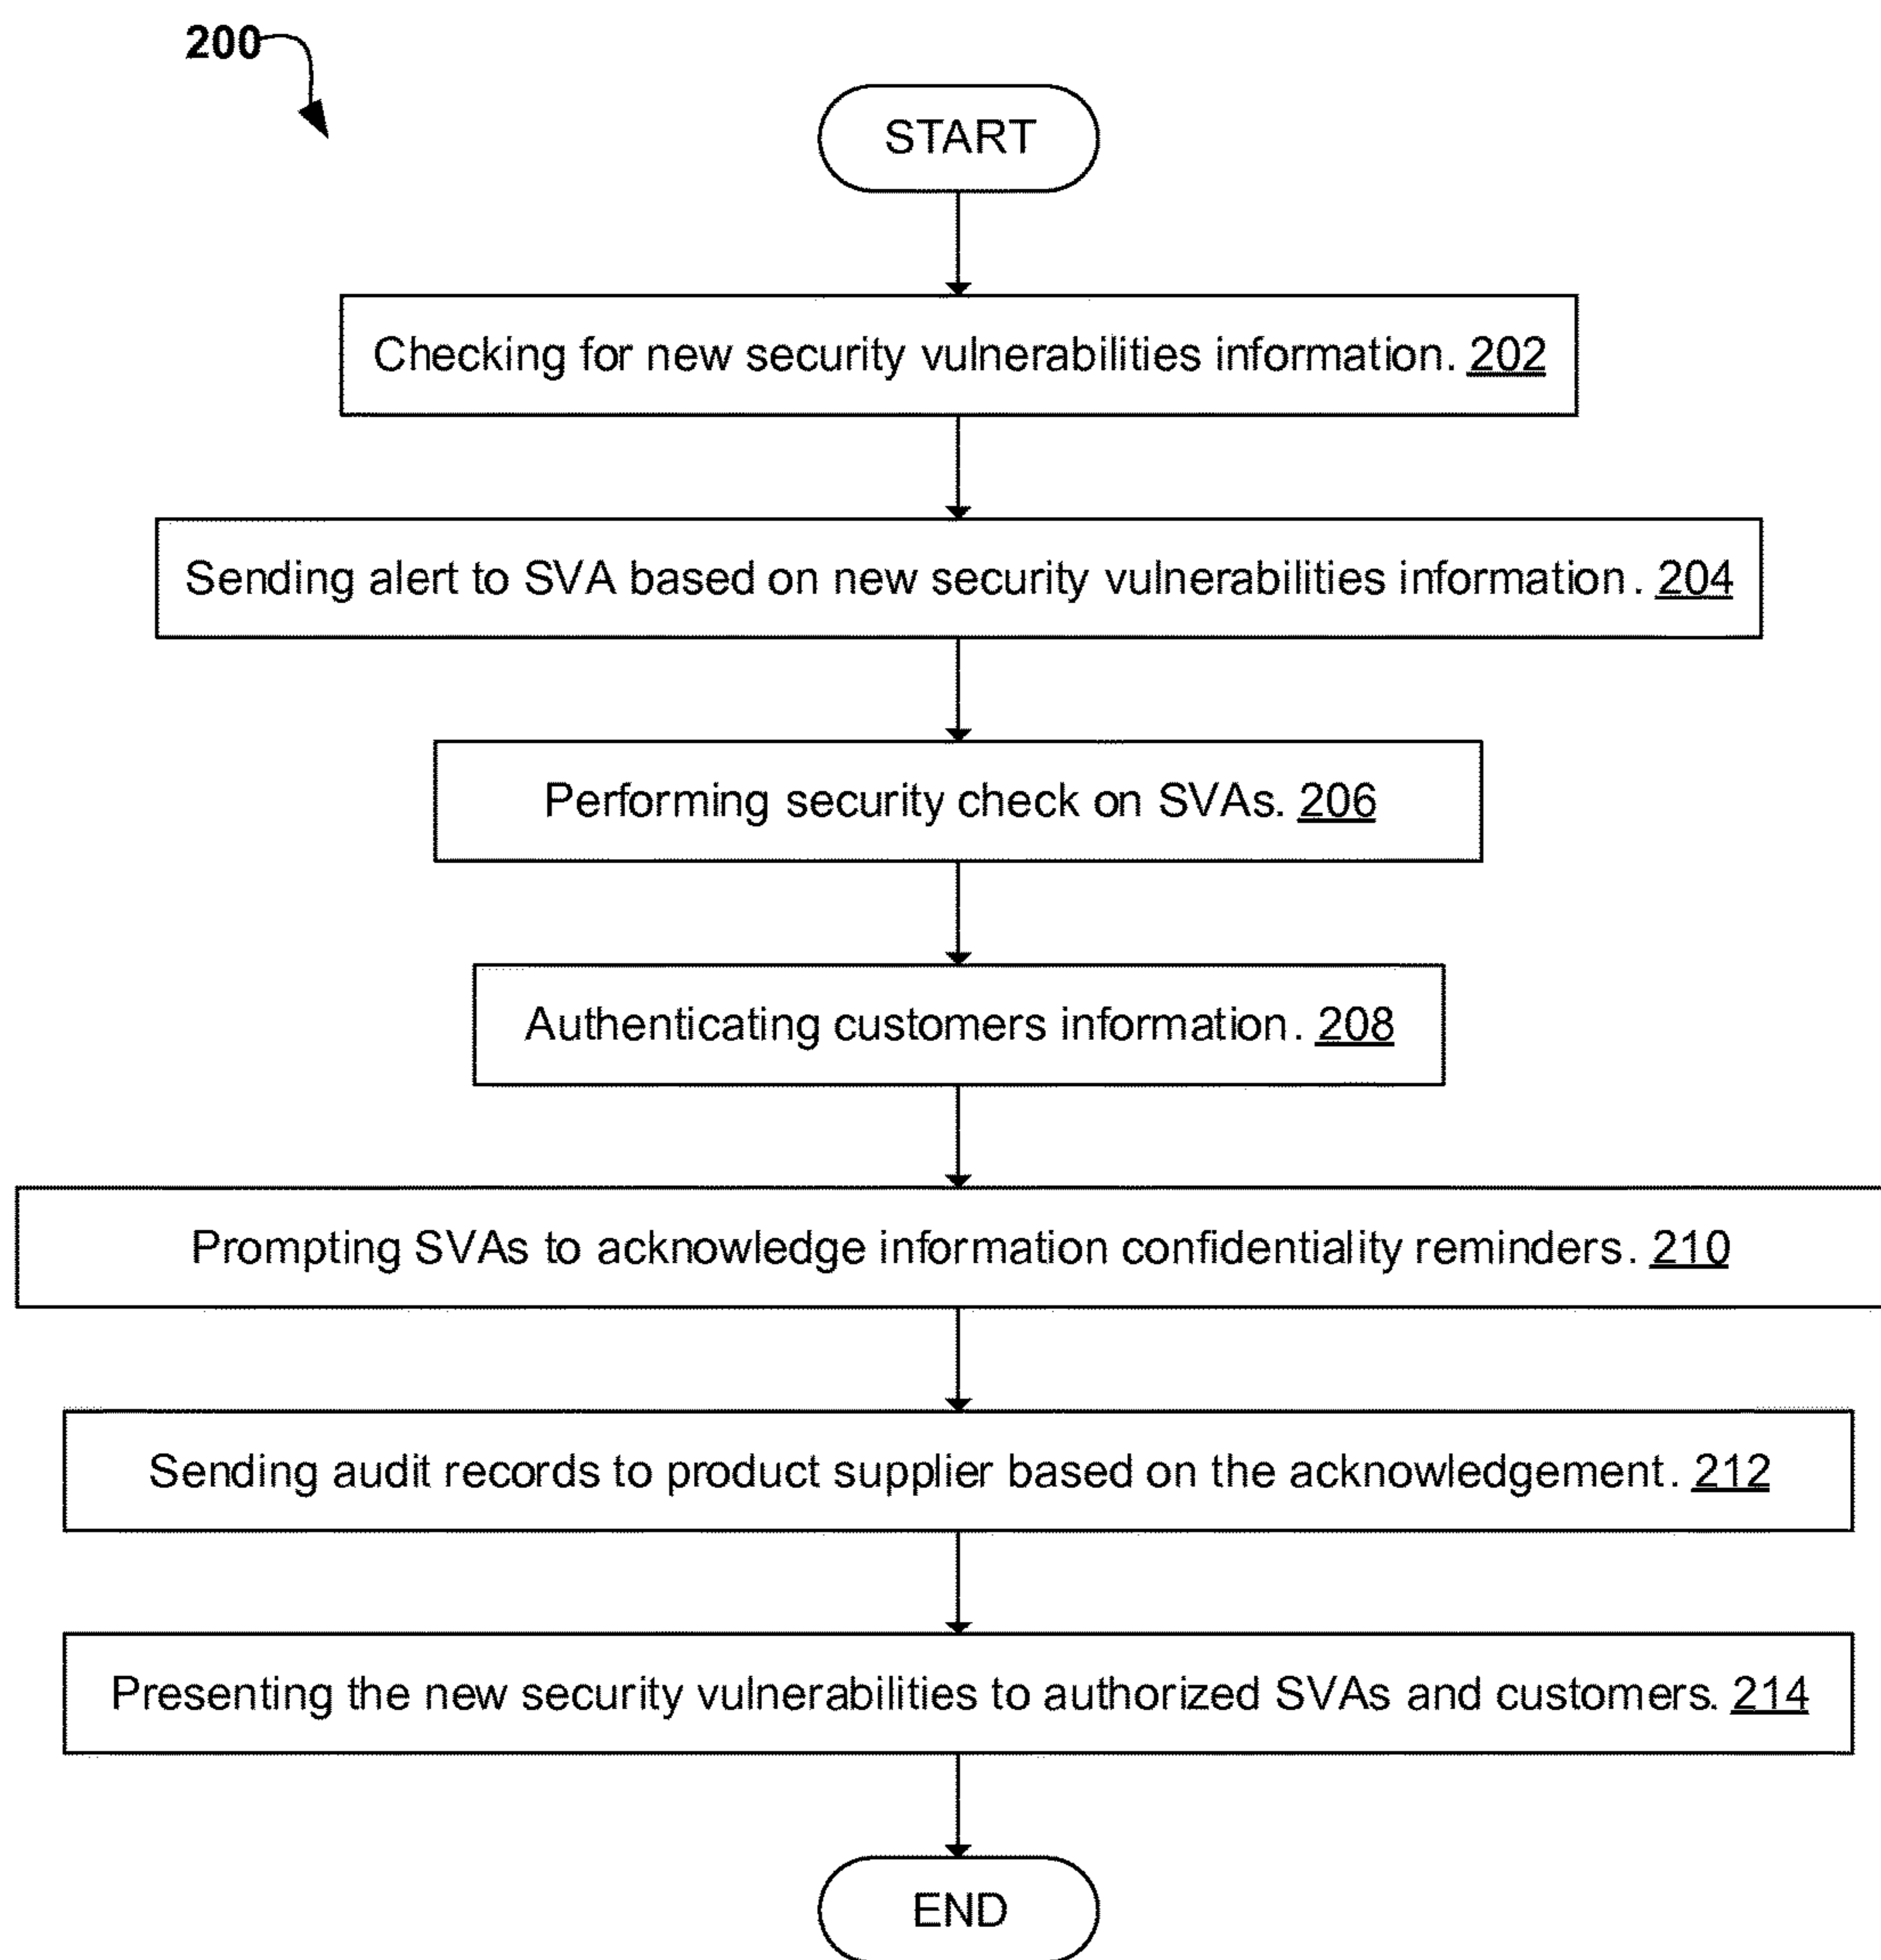 200
START
Checking for new security vulnerabilities information. 202
Sending alert to SVA based on new security vulnerabilities information. 204
Performing security check on SVAs. 206
Authenticating customers information. 208
Prompting SVAs to acknowledge information confidentiality reminders. 210
Sending audit records to product supplier based on the acknowledgement. 212
Presenting the new security vulnerabilities to authorized SVAs and customers. 214
END